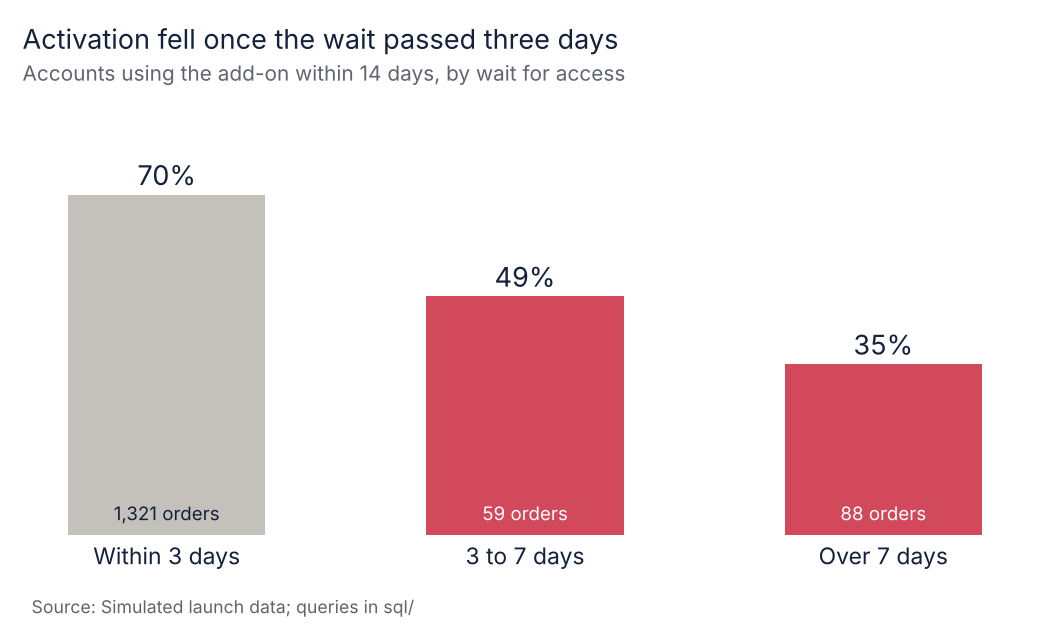 Activation fell once the wait passed three days
Accounts using the add-on within 14 days, by wait for access
70%
49%
35%
1,321 orders
59 orders
88 orders
Within 3 days
3 to 7 days
Over 7 days
Source: Simulated launch data; queries in sql/